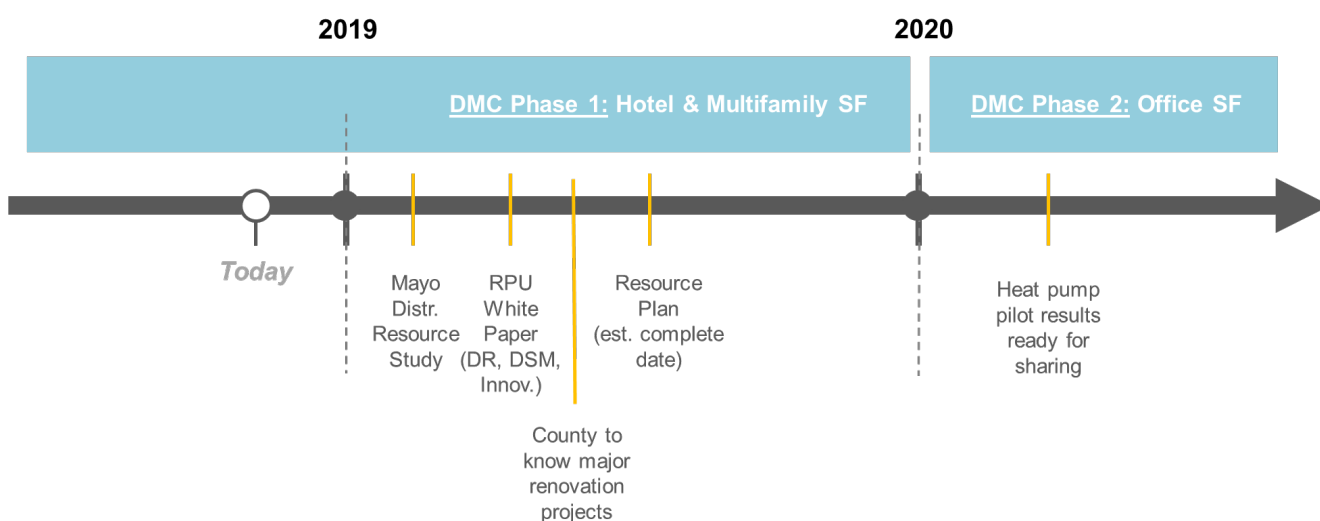 2019
2020
DMC Phase 1: Hotel & Multifamily SF
DMC Phase 2: Office SF
Today
Mayo
Distr.
Resource
Study
RPU
White
Paper
(DR, DSM,
Innov.)
County to
know major
renovation
projects
Resource
Plan
(est. complete
date)
Heat pump
pilot results
ready for
sharing